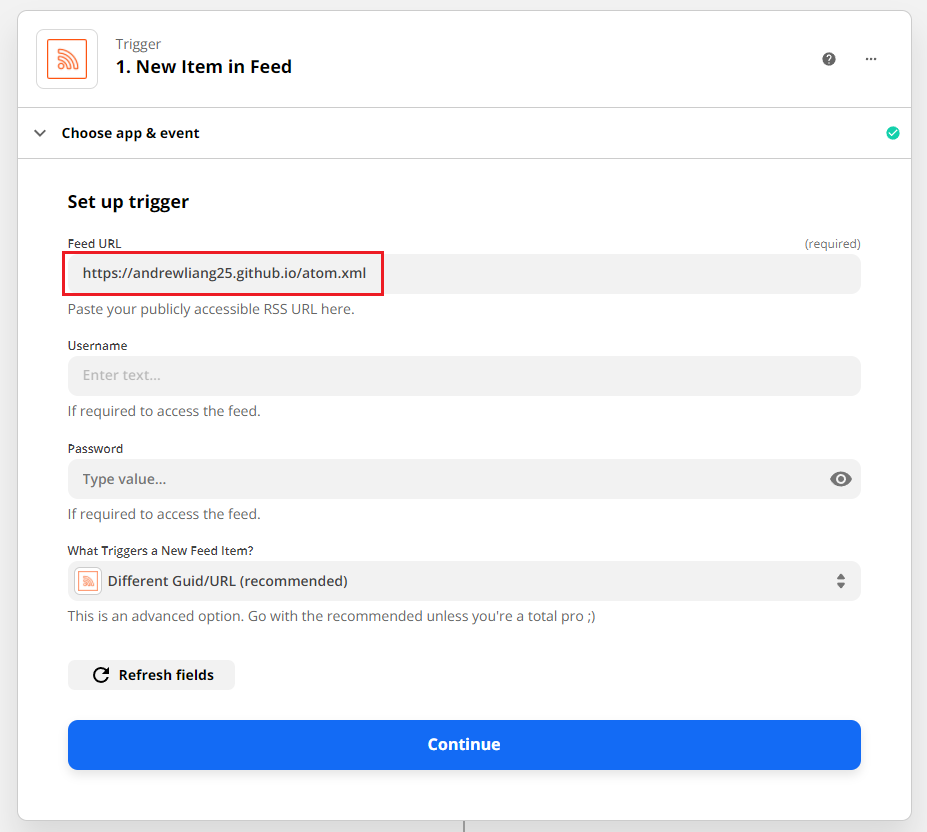 Trigger
1. New Item in Feed
Choose app & event
Set up trigger
Feed URL
(required)
https://andrewliang25.github.io/atom.xml
Paste your publicly accessible RSS URL here.
Username
Enter text...
If required to access the feed.
Password
Type value...
If required to access the feed.
What Triggers a New Feed Item?
Different Guid/URL (recommended)
This is an advanced option. Go with the recommended unless you're a total pro ;)
Refresh fields
Continue